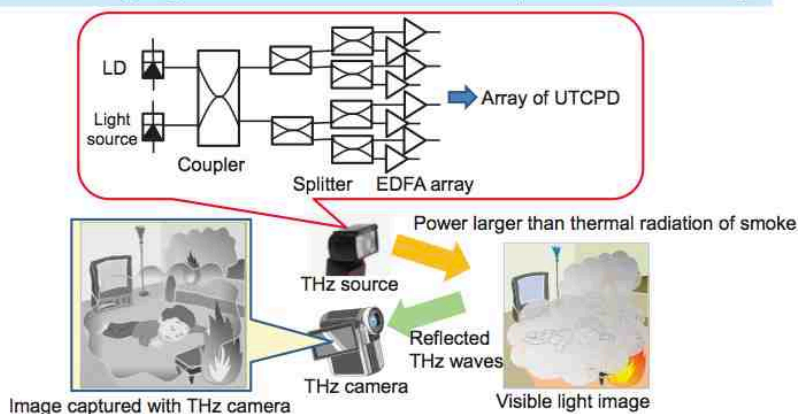 LD
Light
source
Coupler
Splitter
EDFA array
Array of UTCPD
Power larger than thermal radiation of smoke
THz source
Reflected
THz waves
THz camera
Image captured with THz camera
Visible light image